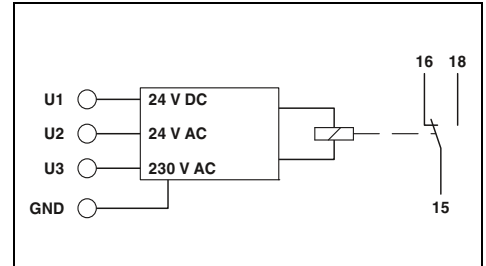 16 18
U1 24 V DC
U2 24 V AC
U3 230 V AC
GND
15